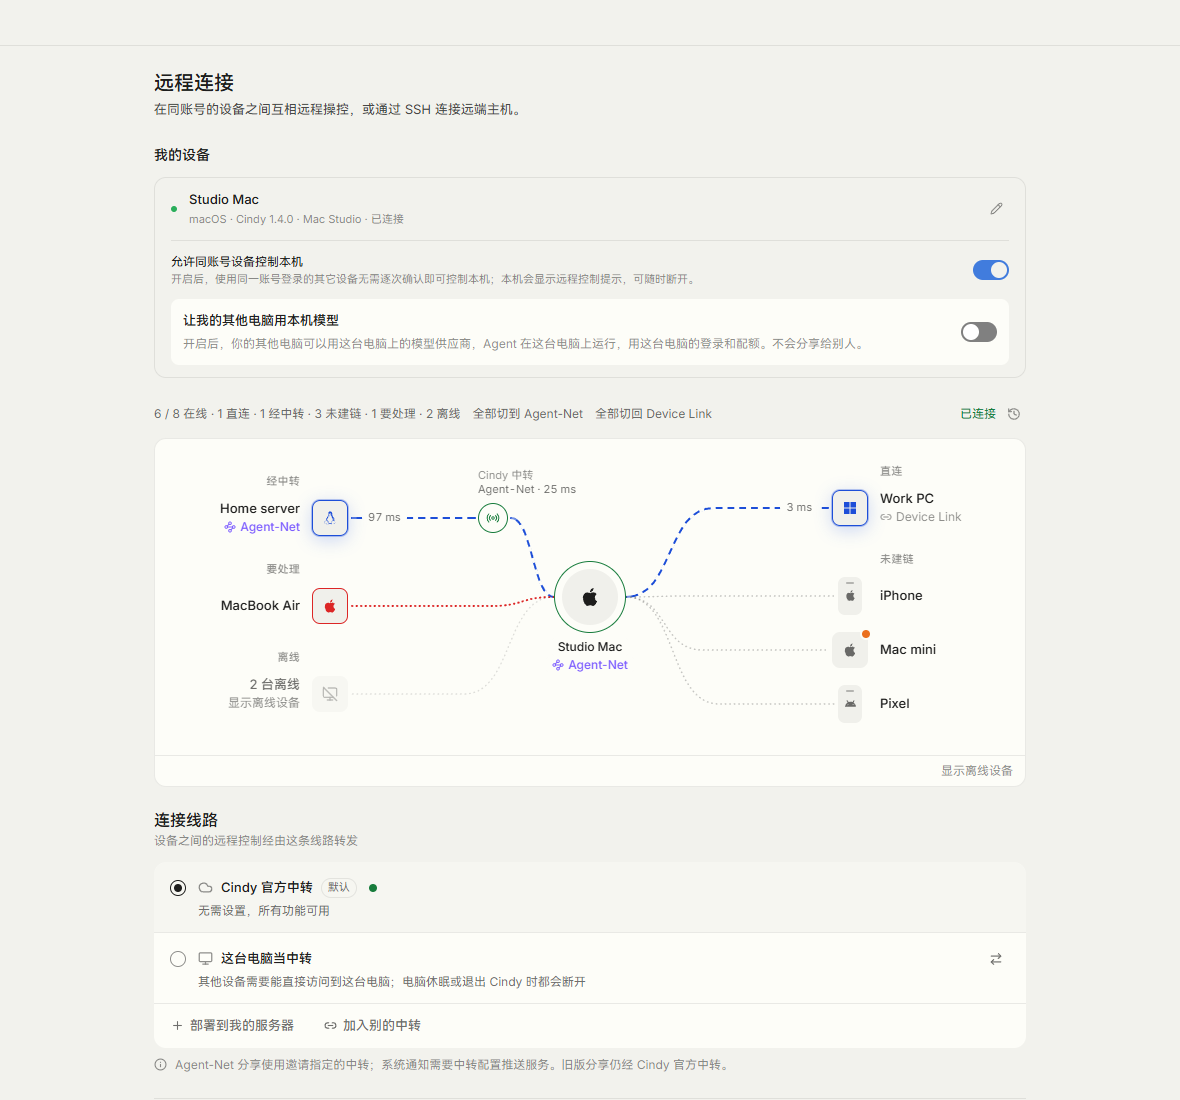 远程连接
在同账号的设备之间互相远程操控，或通过 SSH 连接远端主机。
我的设备
Studio Mac
macOS · Cindy 1.4.0 · Mac Studio · 已连接
允许同账号设备控制本机
开启后，使用同一账号登录的其它设备无需逐次确认即可控制本机；本机会显示远程控制提示，可随时断开。
让我的其他电脑用本机模型
开启后，你的其他电脑可以用这台电脑上的模型供应商，Agent 在这台电脑上运行，用这台电脑的登录和配额。不会分享给别人。
6 / 8 在线 · 1 直连 · 1 经中转 · 3 未建链 · 1 要处理 · 2 离线 全部切到 Agent-Net 全部切回 Device Link 已连接
经中转
Home server
Agent-Net
97 ms
Cindy 中转
Agent-Net · 25 ms
要处理
MacBook Air
离线
2 台离线
显示离线设备
Studio Mac
Agent-Net
直连
3 ms
Work PC
Device Link
未建链
iPhone
Mac mini
Pixel
显示离线设备
连接线路
设备之间的远程控制经由这条线路转发
Cindy 官方中转 默认
无需设置，所有功能可用
这台电脑当中转
其他设备需要能直接访问到这台电脑；电脑休眠或退出 Cindy 时都会断开
部署到我的服务器 加入别的中转
Agent-Net 分享使用邀请指定的中转；系统通知需要中转配置推送服务。旧版分享仍经 Cindy 官方中转。